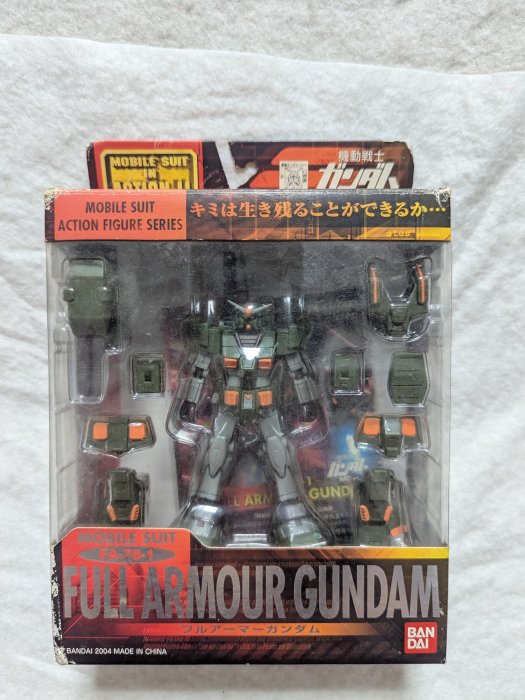 MOBILE SUIT
IN
ACTION!!
機動戦士
ガンダム
MOBILE SUIT
ACTION FIGURE SERIES
キミは生き残ることができるか…
MOBILE SUIT
FA-78-1
FULL ARMOUR GUNDAM
フルアーマーガンダム
BANDAI 2004 MADE IN CHINA
BAN
DAI